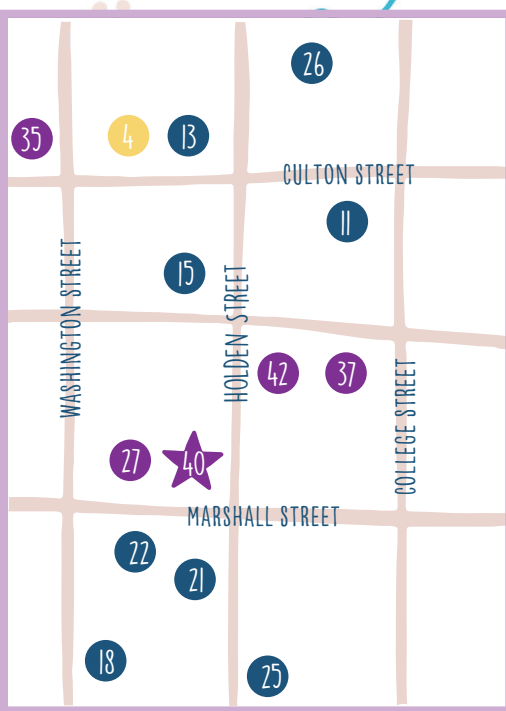 26
35
4
13
CULTON STREET
11
15
WASHINGTON STREET
HOLDEN STREET
42
37
COLLEGE STREET
27
40
MARSHALL STREET
22
21
18
25